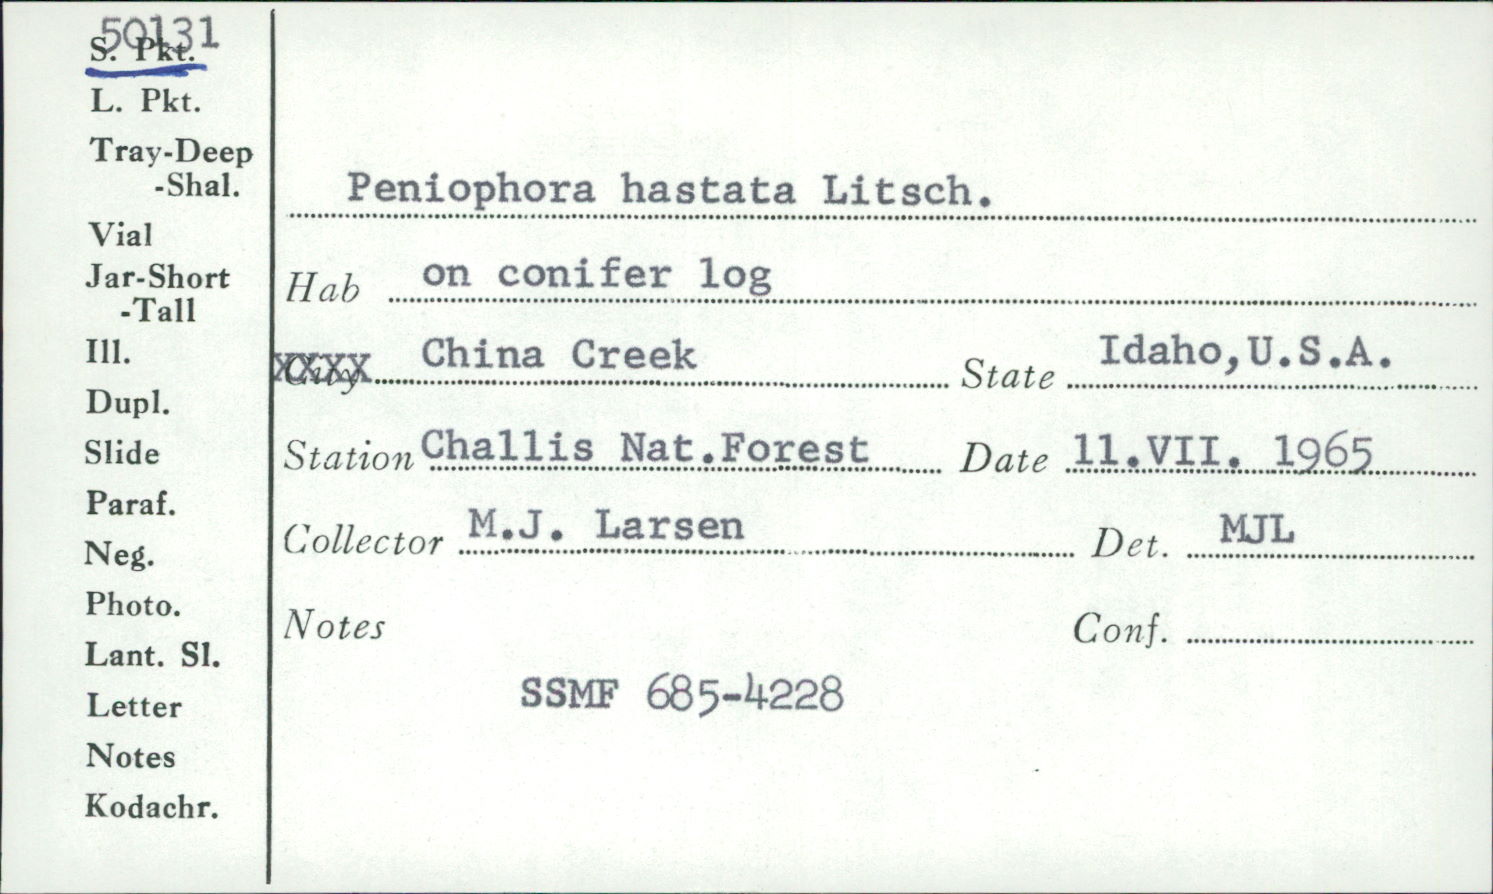 50131
S. Pkt.
L. Pkt.
Tray-Deep
-Shal.
Vial
Jar-Short
-Tall
Ill.
Dupl.
Slide
Paraf.
Neg.
Photo.
Lant. Sl.
Letter
Notes
Kodachr.
Peniophora hastata Litsch.
Hab on conifer log
City XXXX China Creek State Idaho,U.S.A.
Station Challis Nat.Forest Date 11.VII. 1965
Collector M.J. Larsen Det. MJL
Notes Conf.
SSMF 685-4228